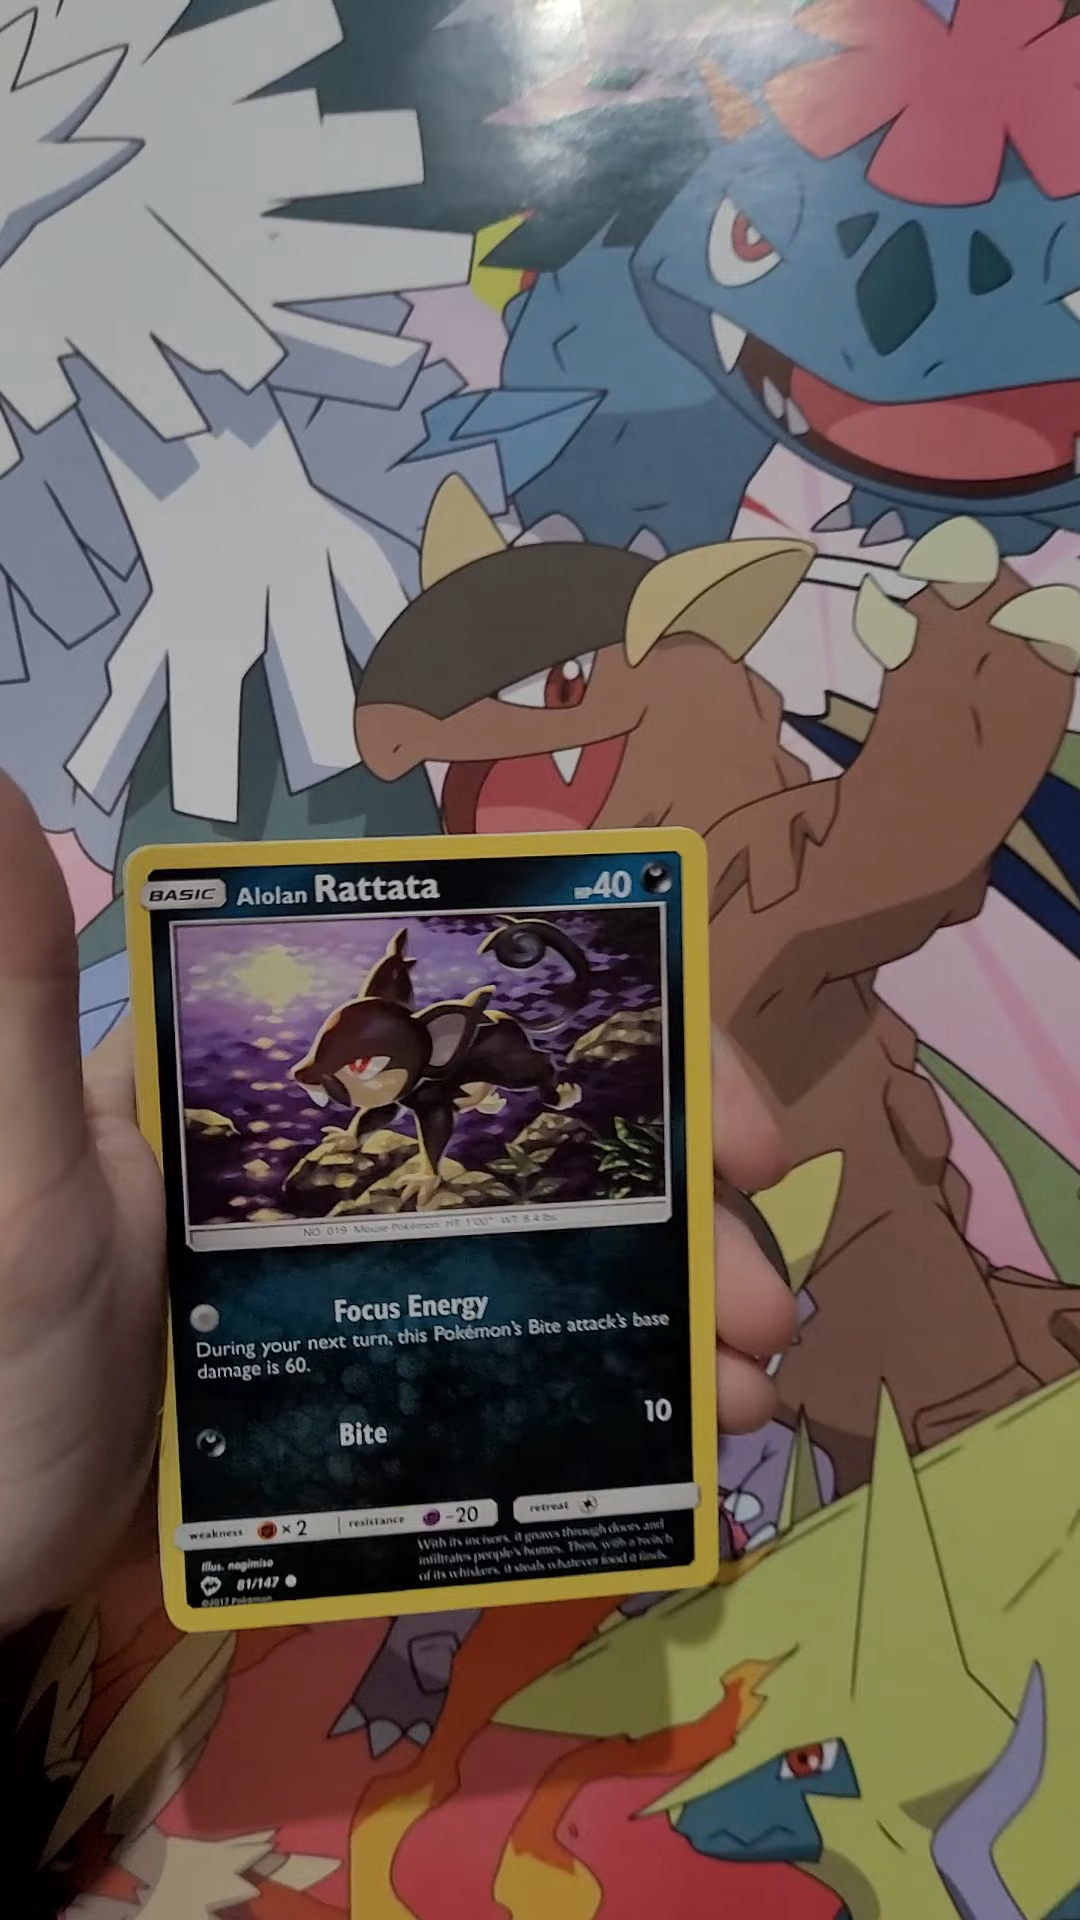 BASIC Alolan Rattata HP 40
NO. 019 Mouse Pokémon HT: 1'00" WT: 8.4 lbs.
Focus Energy
During your next turn, this Pokémon's Bite attack's base
damage is 60.
Bite 10
weakness ×2 resistance -20 retreat
With its incisors, it gnaws through doors and
infiltrates people's homes. Then, with a twitch
of its whiskers, it steals whatever food it finds.
Illus. nagimiso
81/147
©2017 Pokémon